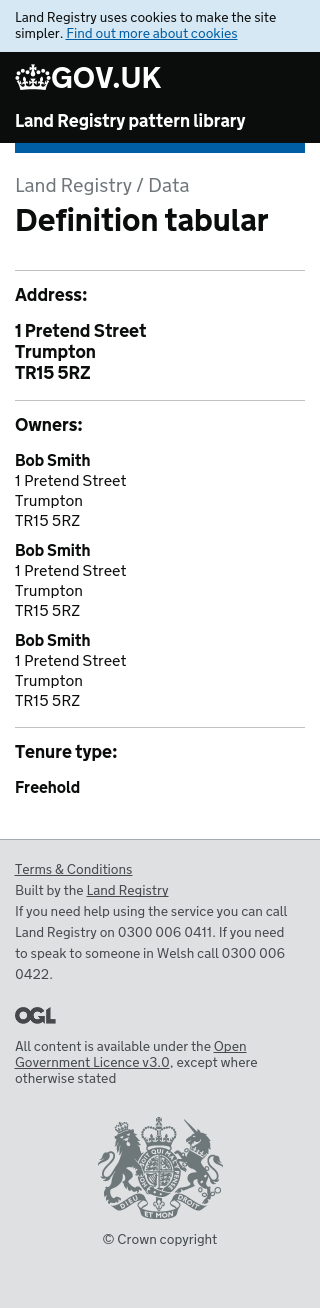 Land Registry uses cookies to make the site
simpler. Find out more about cookies
GOV.UK
Land Registry pattern library
Land Registry / Data
Definition tabular
Address:
1 Pretend Street
Trumpton
TR15 5RZ
Owners:
Bob Smith
1 Pretend Street
Trumpton
TR15 5RZ
Bob Smith
1 Pretend Street
Trumpton
TR15 5RZ
Bob Smith
1 Pretend Street
Trumpton
TR15 5RZ
Tenure type:
Freehold
Terms & Conditions
Built by the Land Registry
If you need help using the service you can call
Land Registry on 0300 006 0411. If you need
to speak to someone in Welsh call 0300 006
0422.
OGL
All content is available under the Open
Government Licence v3.0, except where
otherwise stated
DIEU ET MON DROIT
© Crown copyright